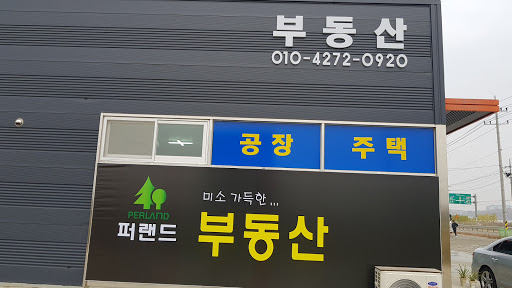 부동산
010-4272-0920
공장 주택
미소 가득한...
PERLAND
퍼랜드 부동산